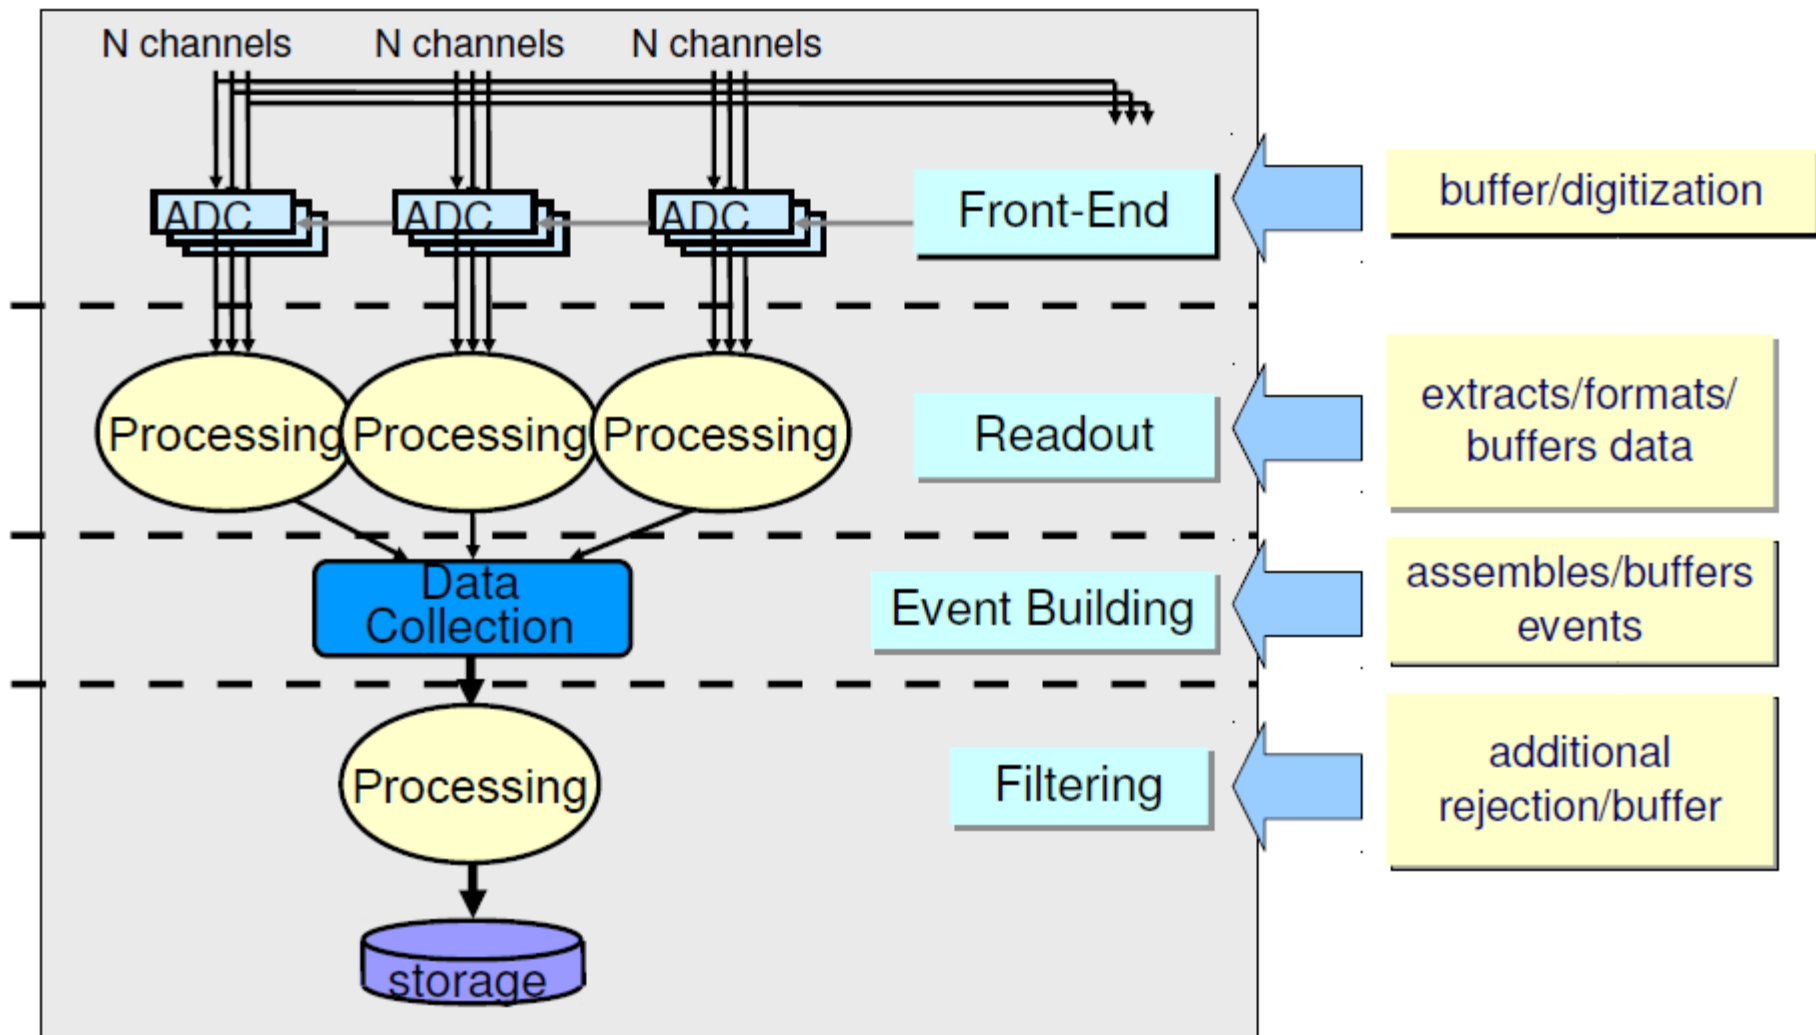 N channels N channels N channels
ADC ADC ADC
Front-End
buffer/digitization
Processing Processing Processing
Readout
extracts/formats/
buffers data
Data
Collection
Event Building
assembles/buffers
events
Processing
Filtering
additional
rejection/buffer
storage